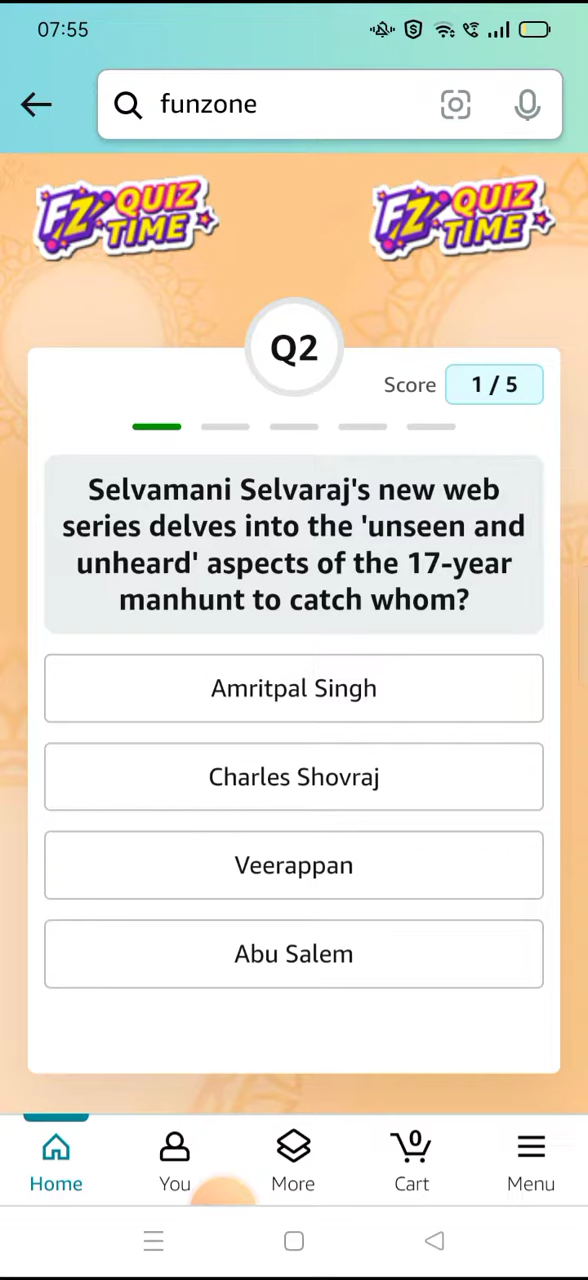 07:55
funzone
FZ QUIZ TIME
FZ QUIZ TIME
Q2
Score 1 / 5
Selvamani Selvaraj's new web
series delves into the 'unseen and
unheard' aspects of the 17-year
manhunt to catch whom?
Amritpal Singh
Charles Shovraj
Veerappan
Abu Salem
0
Home You More Cart Menu